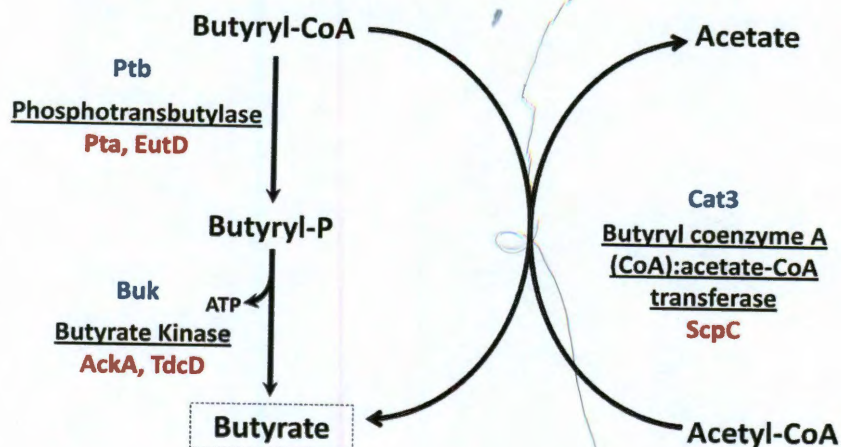 Butyryl-CoA
Acetate
Ptb
Phosphotransbutylase
Pta, EutD
Butyryl-P
Cat3
Butyryl coenzyme A
(CoA):acetate-CoA
transferase
ScpC
Buk
ATP
Butyrate Kinase
AckA, TdcD
Butyrate
Acetyl-CoA